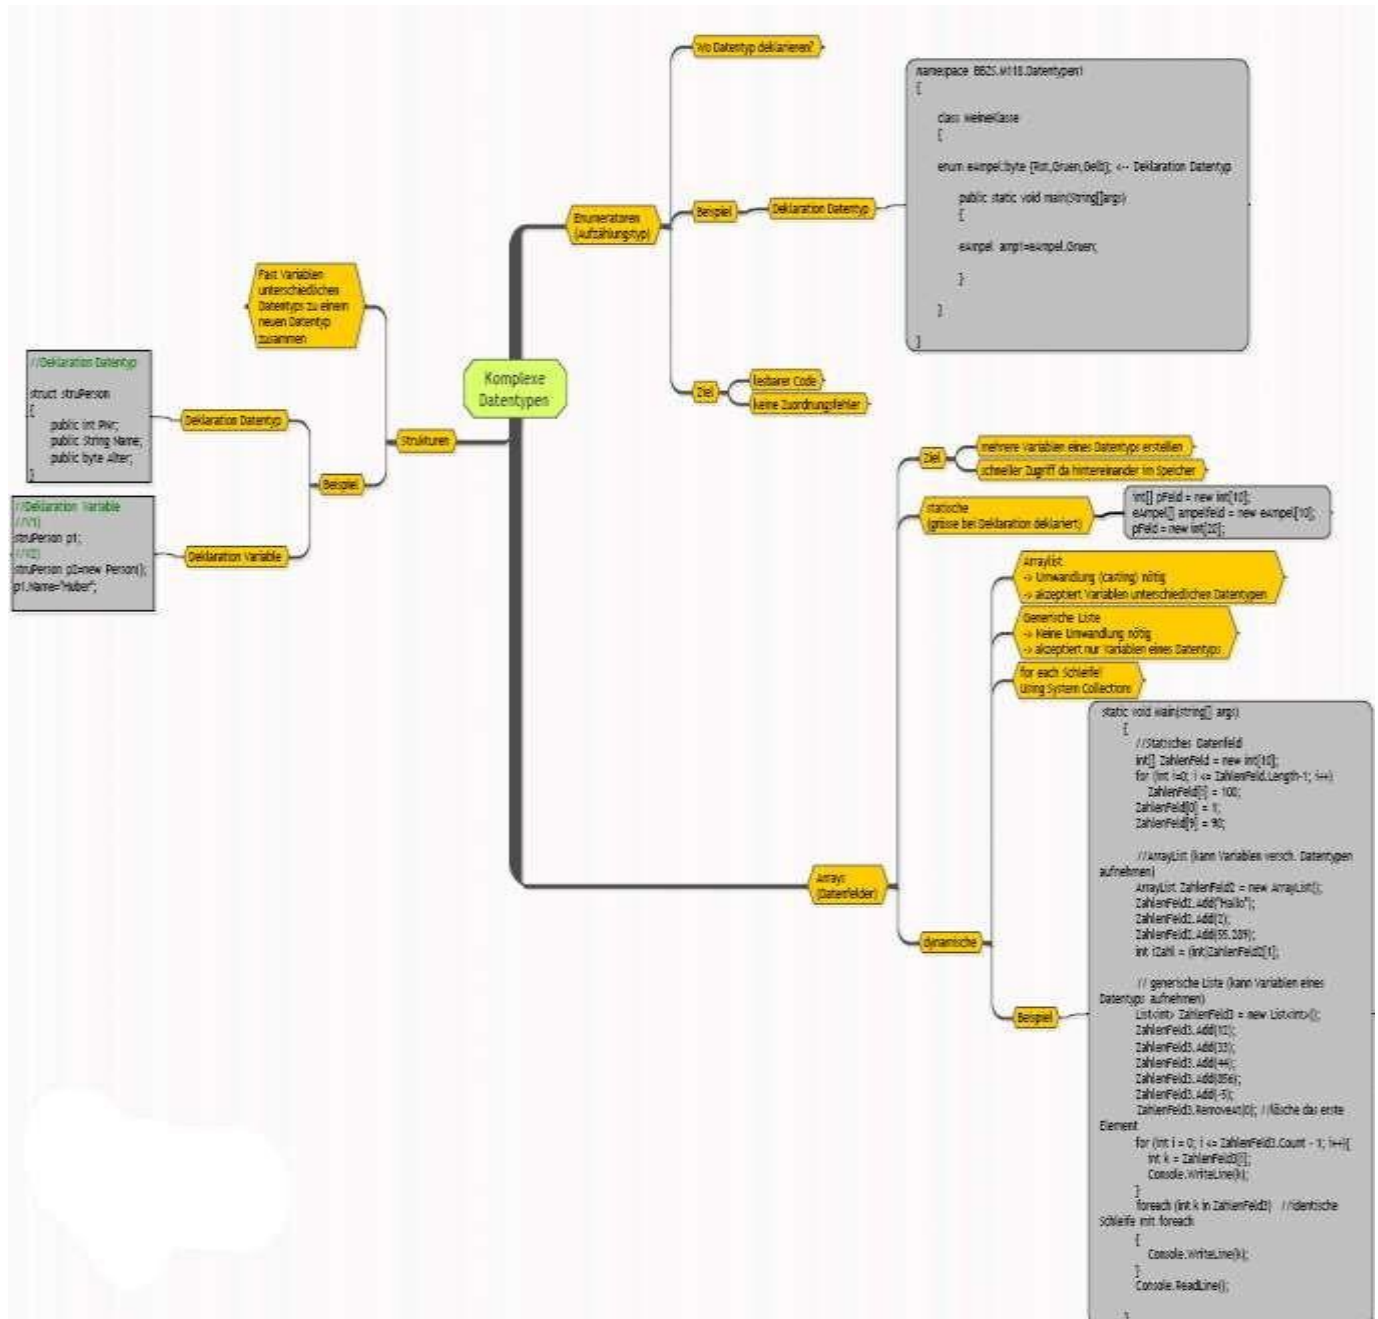 Komplexe
Datentypen
Enumeratoren
(Aufzählungstyp)
Wo Datentyp deklarieren?
Beispiel
Deklaration Datentyp
namespace
{
class MeineKlasse
{
enum eAmpel:byte {Rot,Gruen,Gelb}; <-- Deklaration Datentyp
public static void main(String[]args)
{
eAmpel amp1=eAmpel.Gruen;
}
}
}
Ziel
lesbarer Code
keine Zuordnungsfehler
Strukturen
Fast Variablen
unterschiedlichen
Datentyps zu einem
neuen Datentyp
zusammen
Beispiel
Deklaration Datentyp
//Deklaration Datentyp
struct struPerson
{
public int PNr;
public String Name;
public byte Alter;
}
Deklaration Variable
//Deklaration Variable
//V1)
struPerson p1;
//V2)
struPerson p2=new Person();
p1.Name="Huber";
Arrays
(Datenfelder)
Ziel
mehrere Variablen eines Datentyps erstellen
schneller Zugriff da hintereinander im Speicher
statische
(grösse bei Deklaration deklariert)
int[] pFeld = new int[10];
eAmpel[] ampelfeld = new eAmpel[10];
pFeld = new int[20];
dynamische
Arraylist
-> Umwandlung (casting) nötig
-> akzeptiert Variablen unterschiedlichen Datentypen
Generische Liste
-> Keine Umwandlung nötig
-> akzeptiert nur Variablen eines Datentyps
for each Schleife!
Using System Collections
Beispiel
static void Main(string[] args)
{
//Statisches Datenfeld
int[] ZahlenFeld = new int[10];
for (int i=0; i <= ZahlenFeld.Length-1; i++)
ZahlenFeld[i] = 100;
ZahlenFeld[0] = 1;
ZahlenFeld[9] = 90;
//ArrayList (kann Variablen versch. Datentypen
aufnehmen)
ArrayList ZahlenFeld2 = new ArrayList();
ZahlenFeld2.Add("Hallo");
ZahlenFeld2.Add(2);
ZahlenFeld2.Add(55.289);
int iZahl = (int)ZahlenFeld2[1];
// generische Liste (kann Variablen eines
Datentyps aufnehmen)
List<int> ZahlenFeld3 = new List<int>();
ZahlenFeld3.Add(12);
ZahlenFeld3.Add(33);
ZahlenFeld3.Add(44);
ZahlenFeld3.Add(856);
ZahlenFeld3.Add(-5);
ZahlenFeld3.RemoveAt(0); //lösche das erste
Element
for (int i = 0; i <= ZahlenFeld3.Count - 1; i++){
int k = ZahlenFeld3[i];
Console.WriteLine(k);
}
foreach (int k in ZahlenFeld3) //identische
Schleife mit foreach
{
Console.WriteLine(k);
}
Console.ReadLine();
}